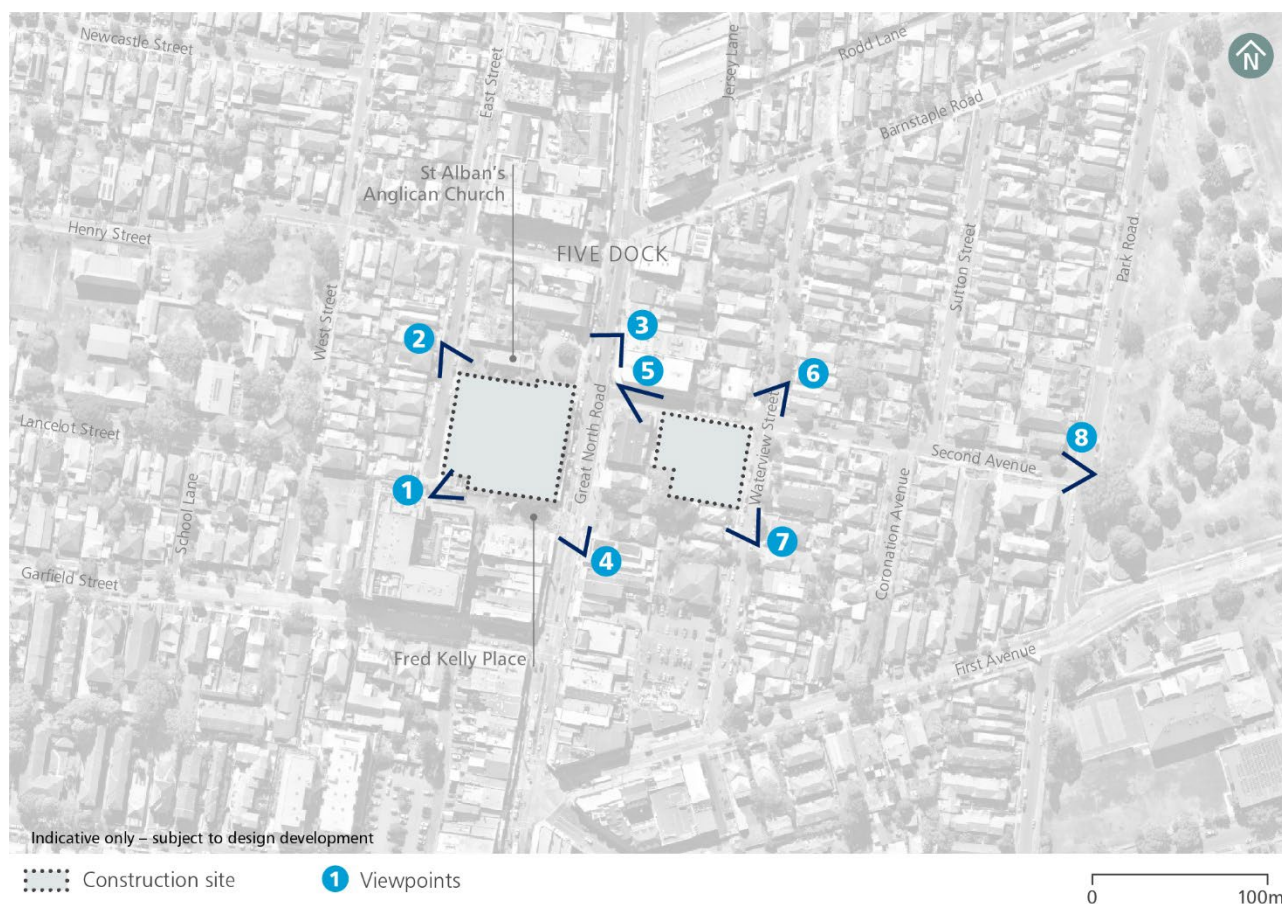 Newcastle Street
East Street
Jersey Lane
Rodd Lane
N
Barnstaple Road
St Alban's
Anglican Church
Henry Street
FIVE DOCK
West Street
Sutton Street
Park Road
2
3
5
6
Lancelot Street
School Lane
1
Great North Road
Waterview Street
Second Avenue
8
4
7
Coronation Avenue
Garfield Street
Fred Kelly Place
First Avenue
Indicative only – subject to design development
Construction site
1 Viewpoints
0 100m